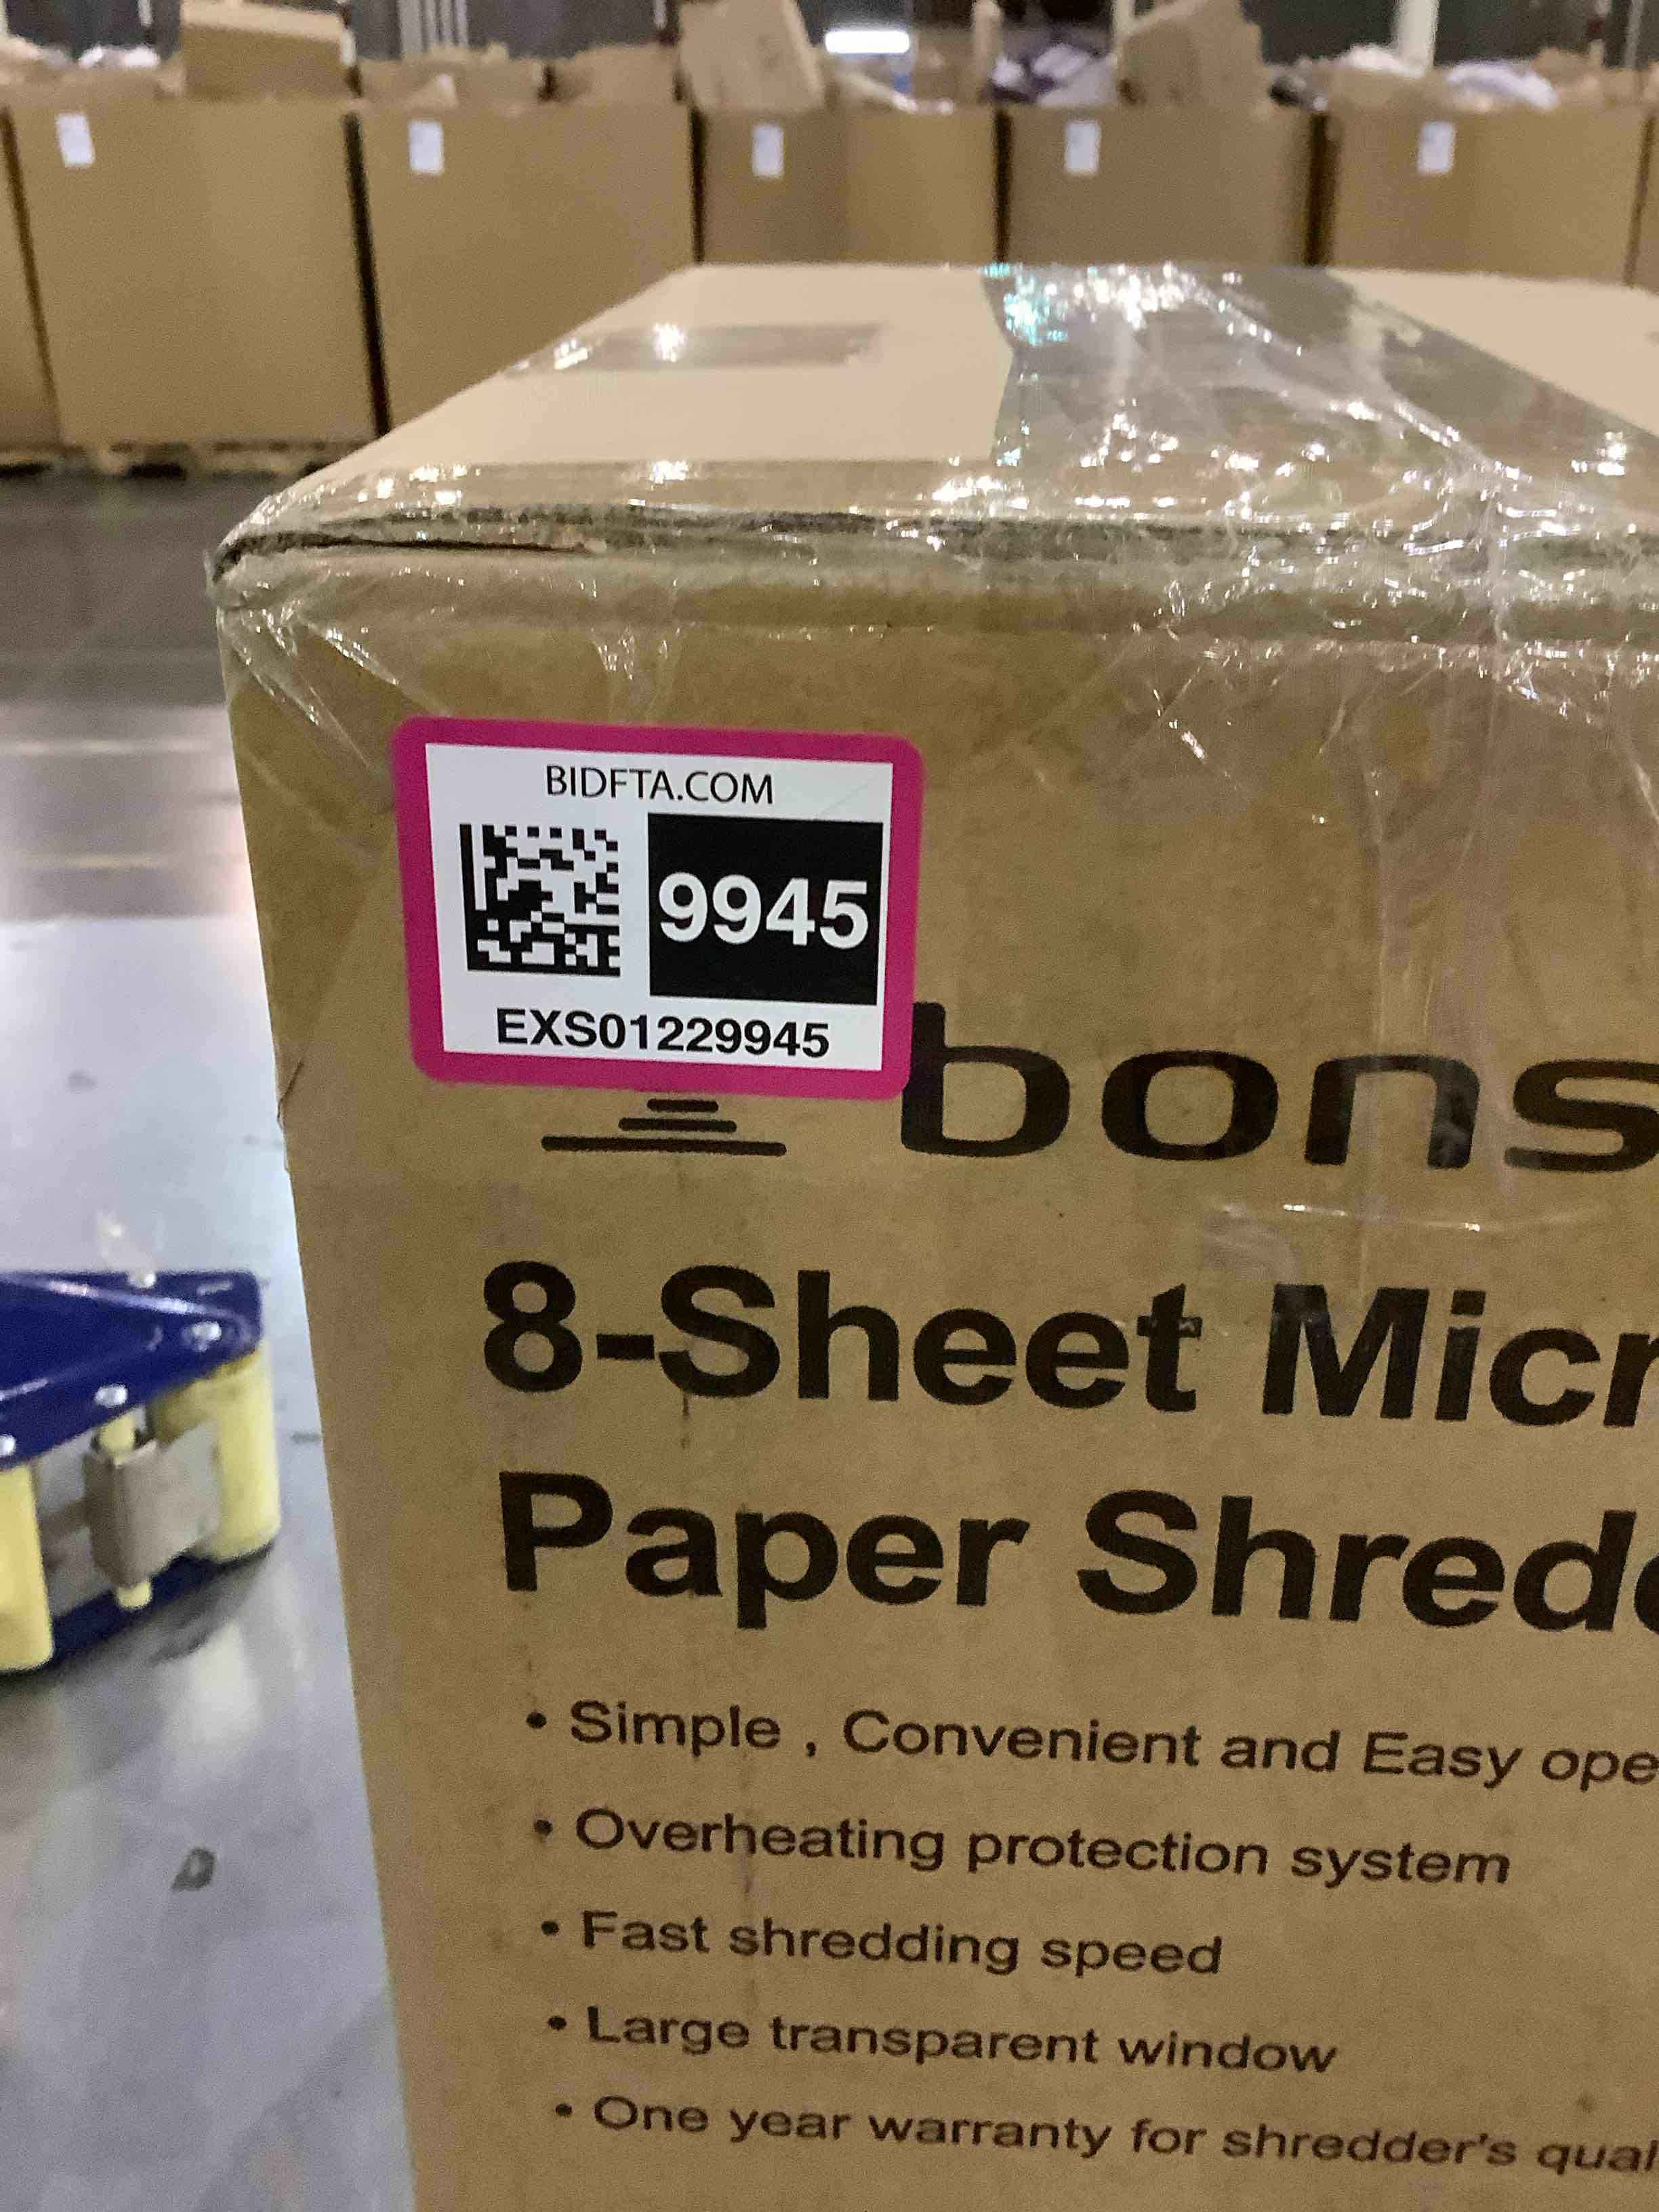 BIDFTA.COM
9945
EXS01229945
bons
8-Sheet Micr
Paper Shred
• Simple , Convenient and Easy ope
• Overheating protection system
• Fast shredding speed
• Large transparent window
• One year warranty for shredder's qual